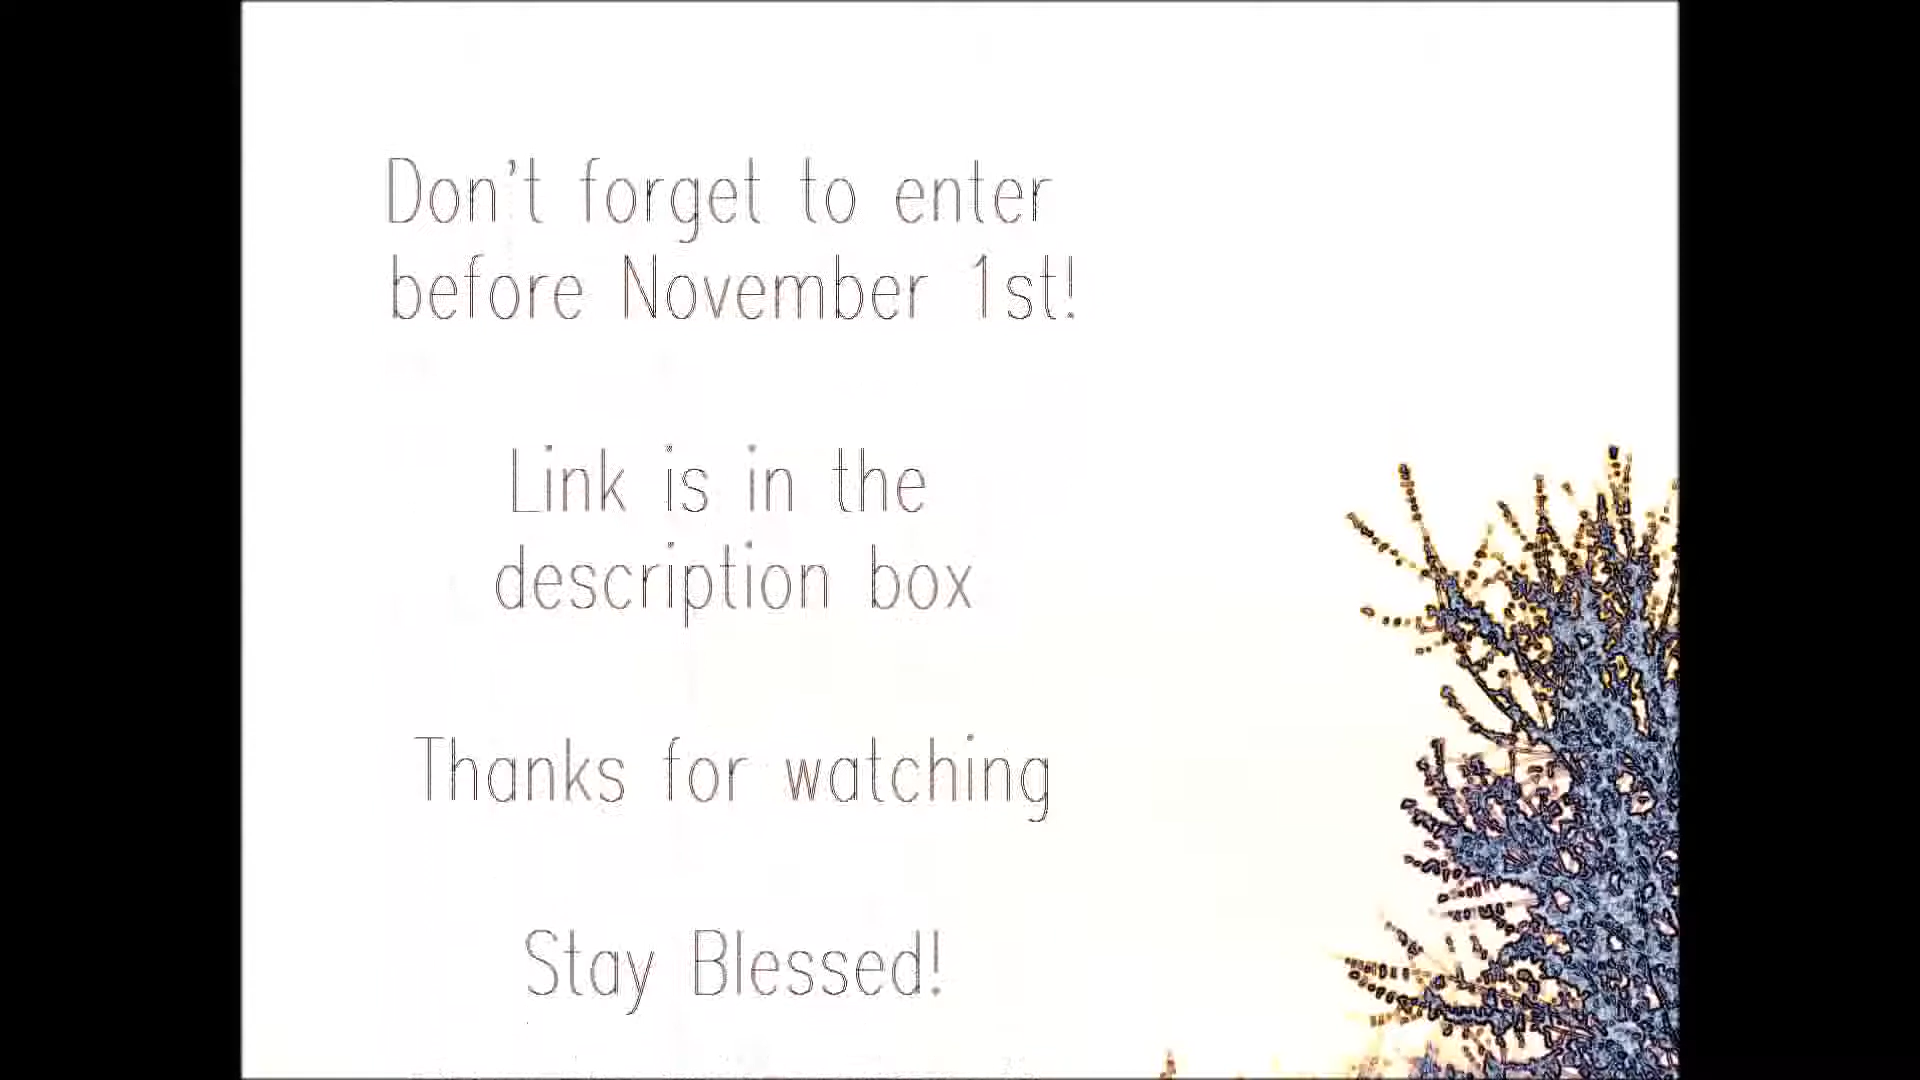 Don't forget to enter
before November 1st!
Link is in the
description box
Thanks for watching
Stay Blessed!